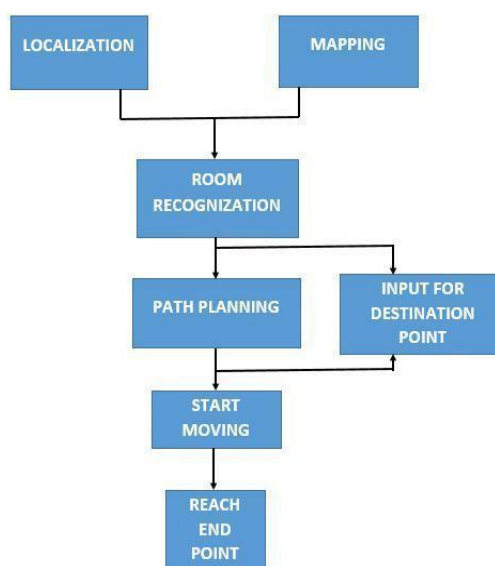 LOCALIZATION
MAPPING
ROOM
RECOGNIZATION
PATH PLANNING
INPUT FOR
DESTINATION
POINT
START
MOVING
REACH
END
POINT